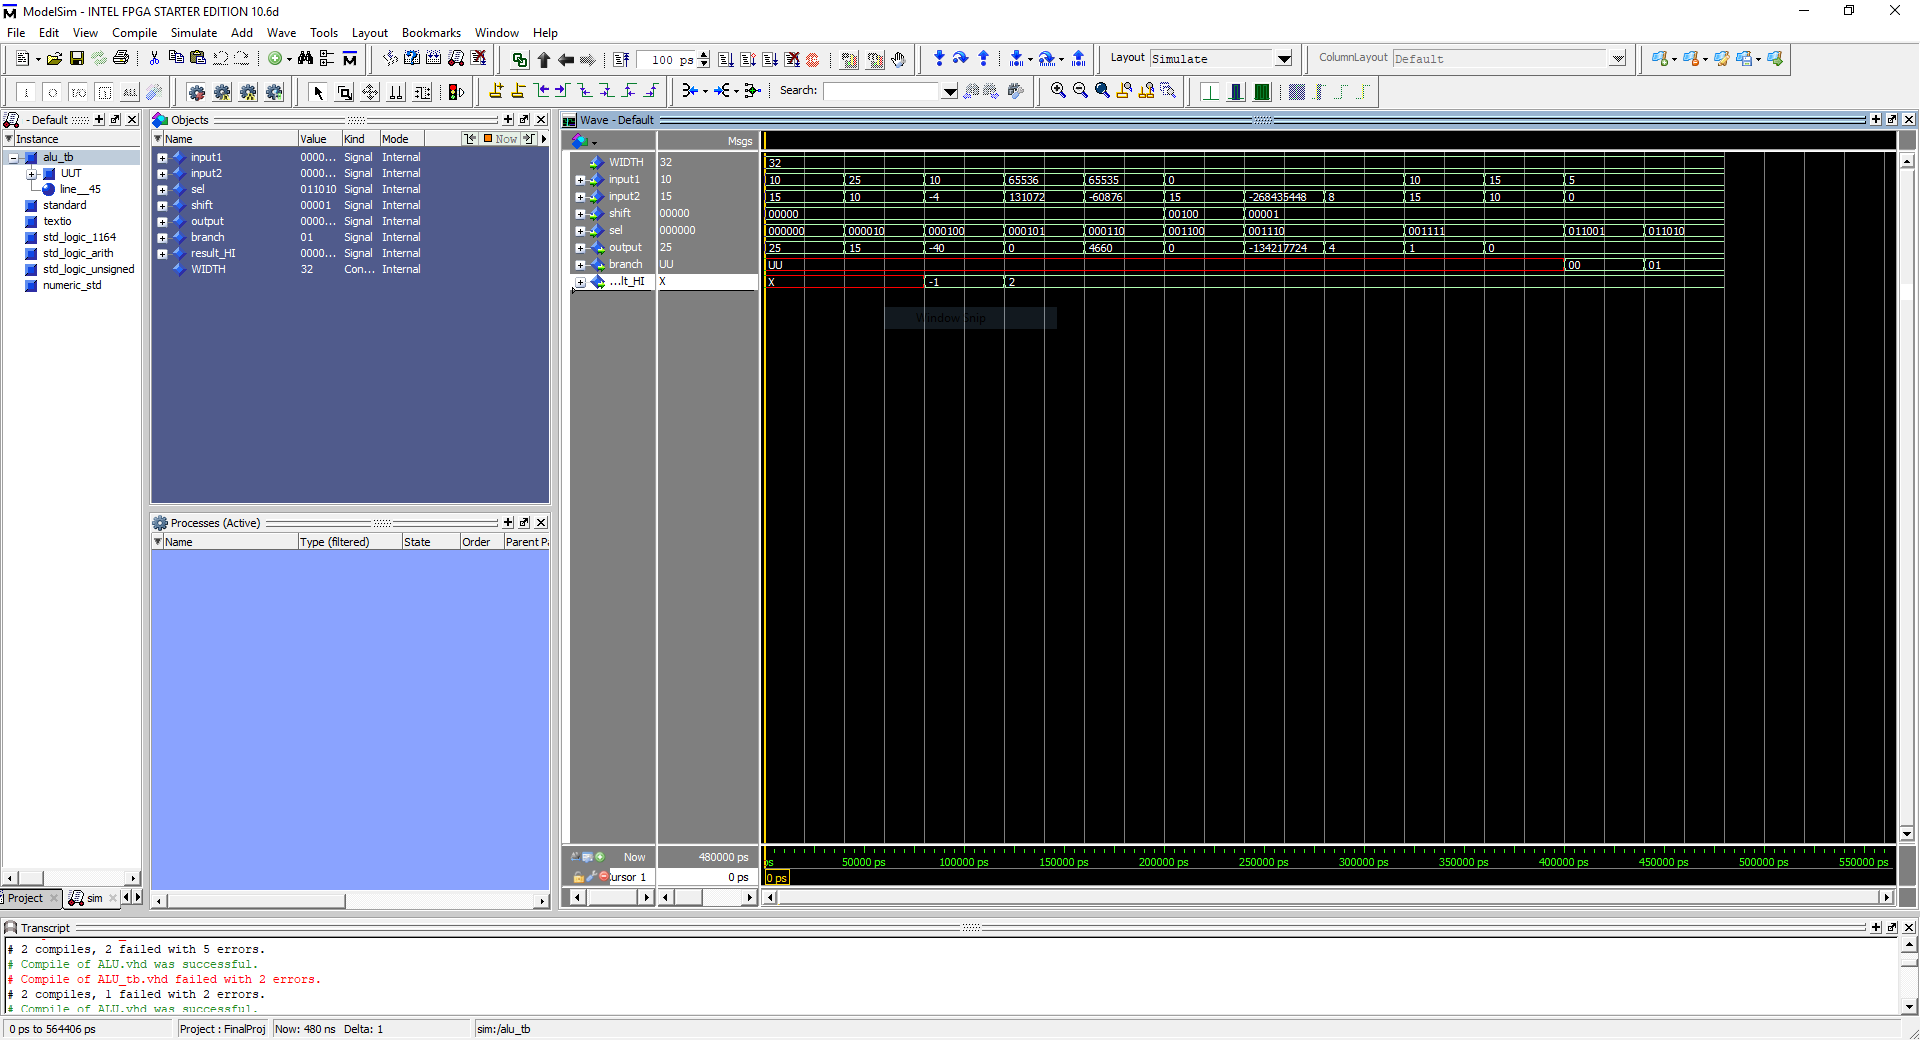 ModelSim - INTEL FPGA STARTER EDITION 10.6d
File Edit View Compile Simulate Add Wave Tools Layout Bookmarks Window Help
100 ps
Layout Simulate
ColumnLayout Default
Search:
- Default
Instance
alu_tb
UUT
line__45
standard
textio
std_logic_1164
std_logic_arith
std_logic_unsigned
numeric_std
Project
sim
Objects
Name Value Kind Mode Now
input1 0000... Signal Internal
input2 0000... Signal Internal
sel 011010 Signal Internal
shift 00001 Signal Internal
output 0000... Signal Internal
branch 01 Signal Internal
result_HI 0000... Signal Internal
WIDTH 32 Con... Internal
Processes (Active)
Name Type (filtered) State Order Parent Pa
Wave - Default
Msgs
WIDTH 32 32
input1 10 10 25 10 65536 65535 0 10 15 5
input2 15 15 10 -4 131072 -60876 15 -268435448 8 15 10 0
shift 00000 00000 00100 00001
sel 000000 000000 000010 000100 000101 000110 001100 001110 001111 011001 011010
output 25 25 15 -40 0 4660 0 -134217724 4 1 0
branch UU UU 00 01
...lt_HI X X -1 2
Window Snip
Now 480000 ps
ps 50000 ps 100000 ps 150000 ps 200000 ps 250000 ps 300000 ps 350000 ps 400000 ps 450000 ps 500000 ps 550000 ps
ursor 1 0 ps 0 ps
Transcript
# 2 compiles, 2 failed with 5 errors.
# Compile of ALU.vhd was successful.
# Compile of ALU_tb.vhd failed with 2 errors.
# 2 compiles, 1 failed with 2 errors.
# Compile of ALU.vhd was successful.
0 ps to 564406 ps Project : FinalProj Now: 480 ns Delta: 1 sim:/alu_tb